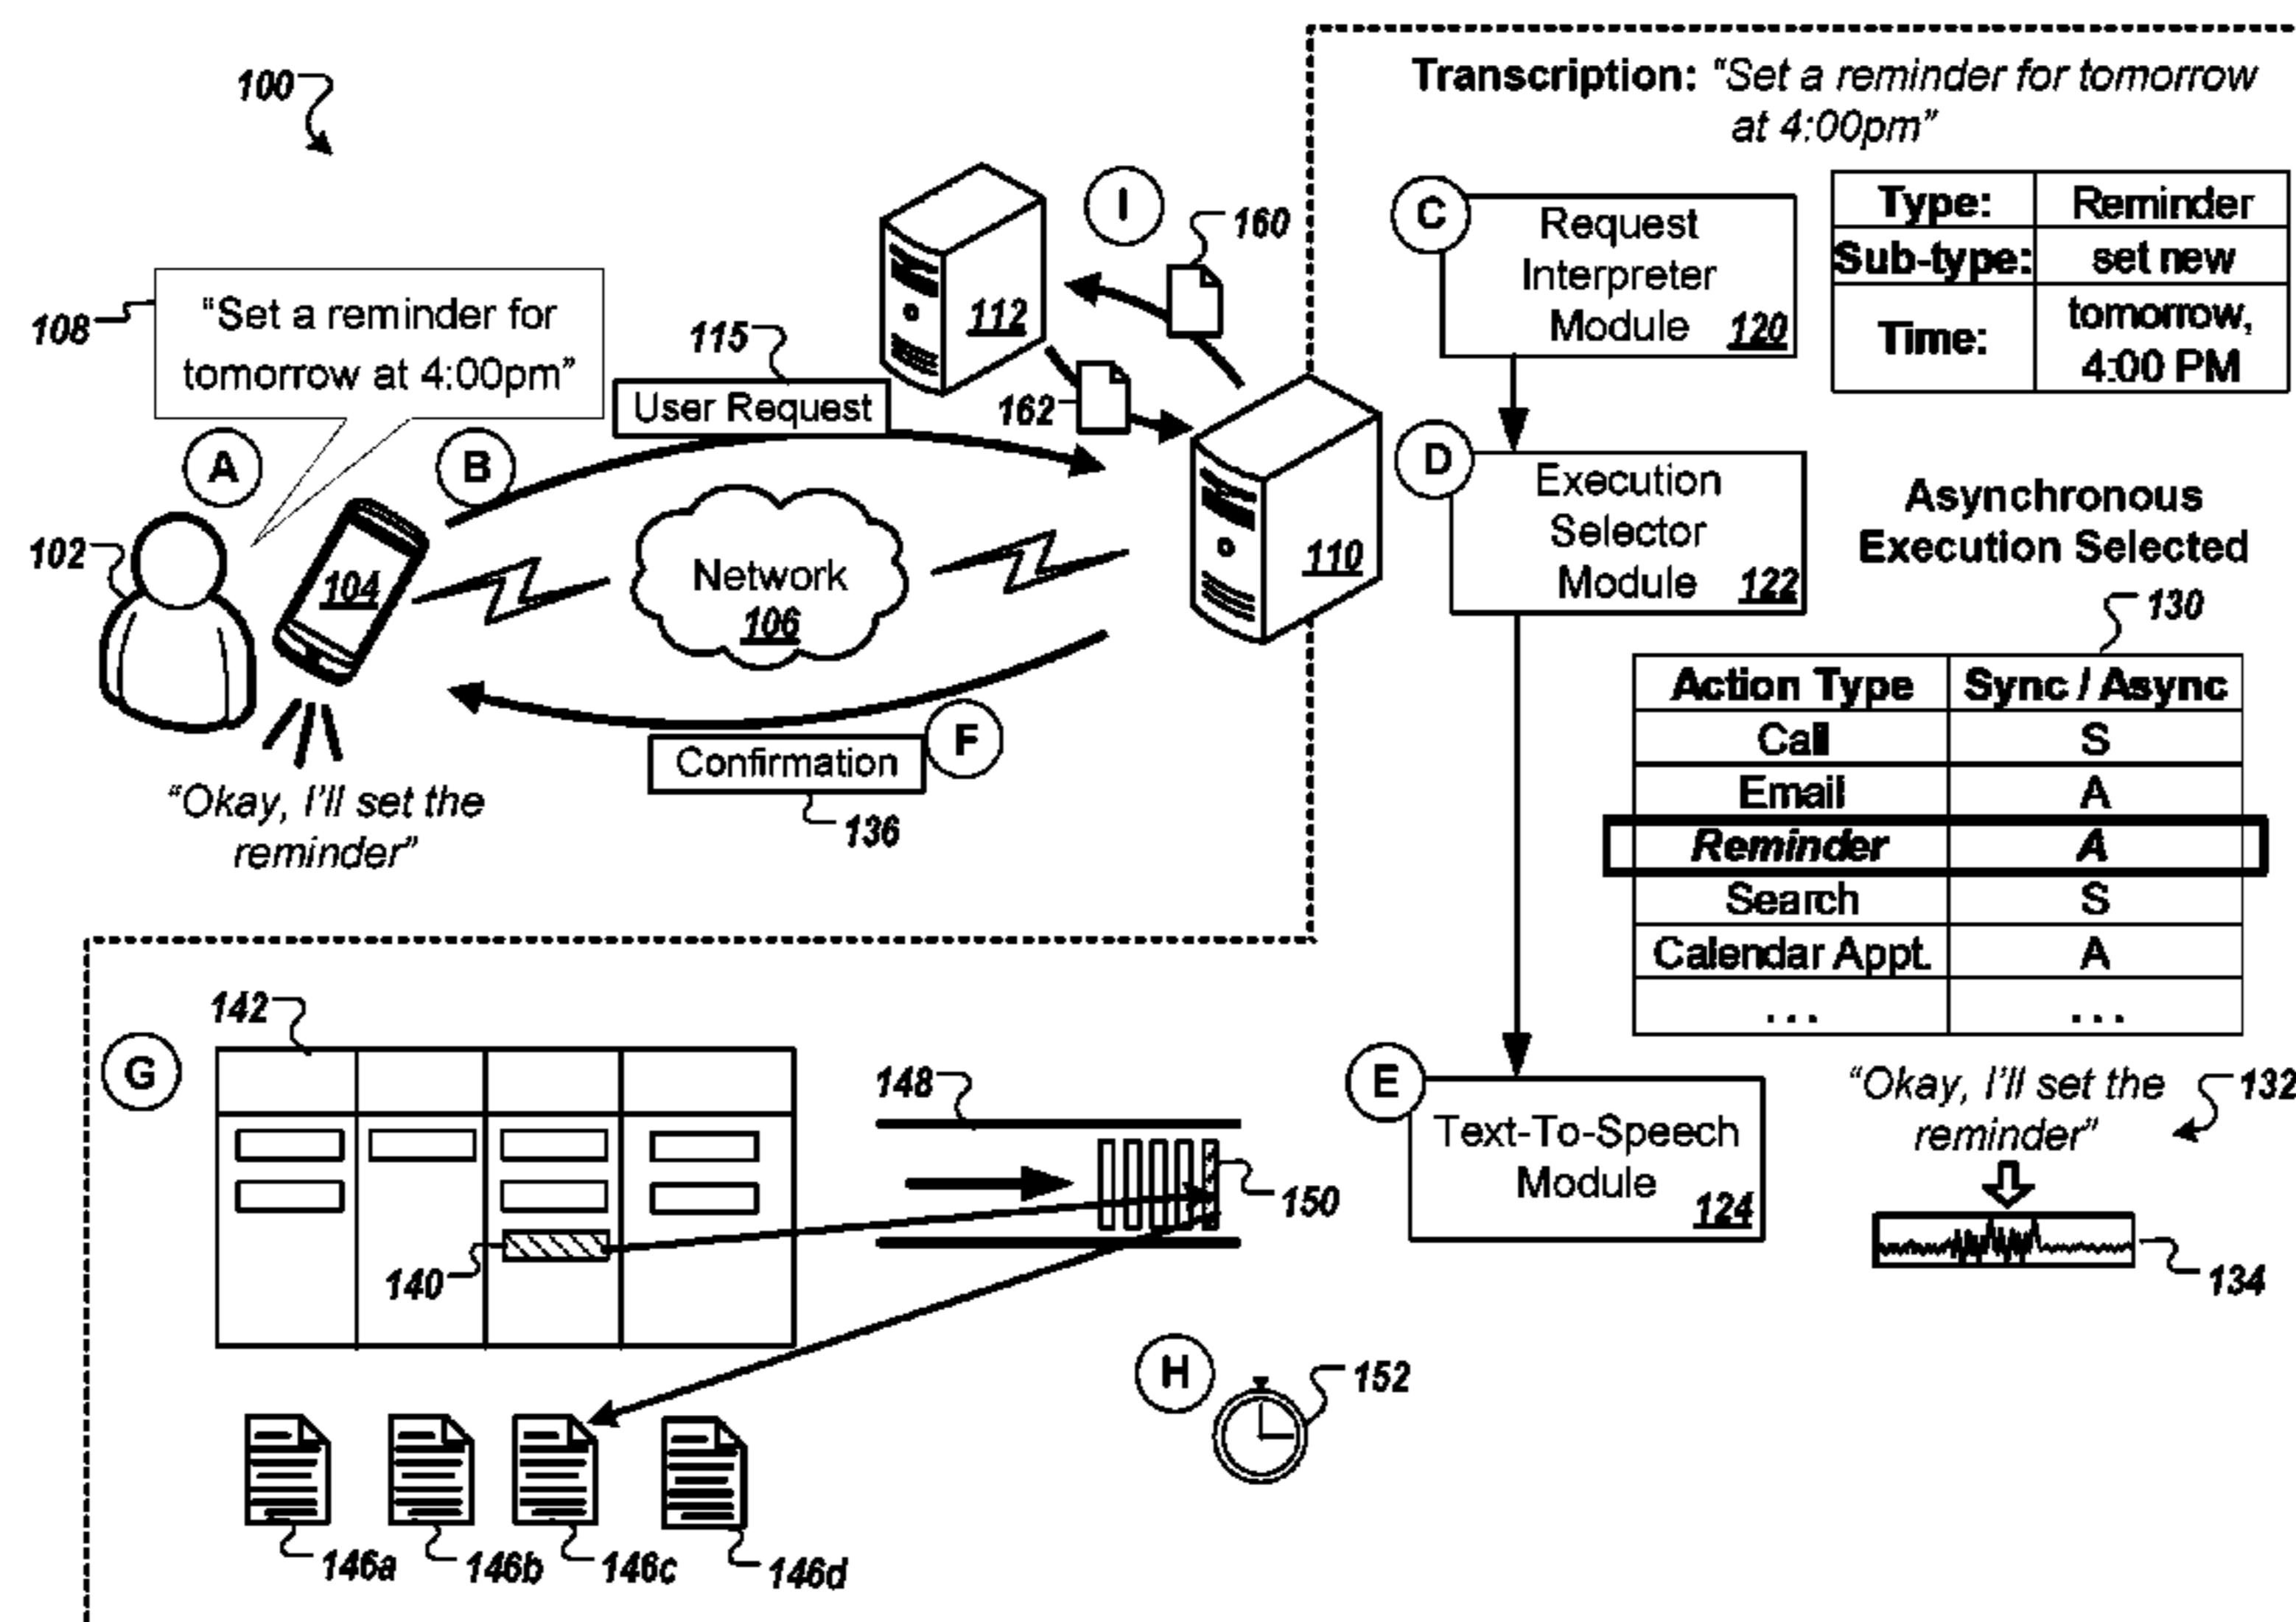 100
Transcription: "Set a reminder for tomorrow
at 4:00pm"
108
"Set a reminder for
tomorrow at 4:00pm"
A
B
115
User Request
112
I
160
162
110
102
104
Network
106
F
Confirmation
136
"Okay, I'll set the
reminder"
C
Request
Interpreter
Module 120
Type: Reminder
Sub-type: set new
Time: tomorrow,
4:00 PM
D
Execution
Selector
Module 122
Asynchronous
Execution Selected
130
Action Type Sync / Async
Call S
Email A
Reminder A
Search S
Calendar Appt. A
... ...
E
Text-To-Speech
Module 124
"Okay, I'll set the
reminder"
132
134
G
142
140
148
150
H
152
146a
146b
146c
146d